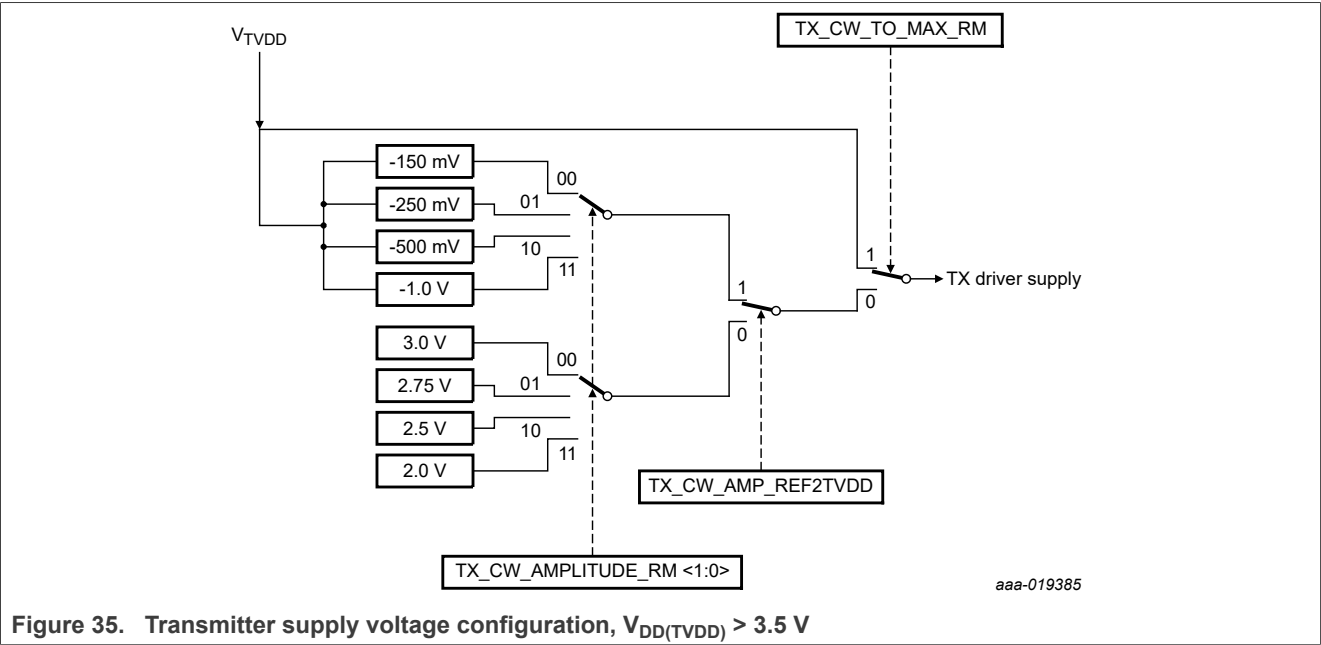 TX_CW_TO_MAX_RM
VTVDD
-150 mV
00
-250 mV
01
-500 mV
10
-1.0 V
11
1
0
TX driver supply
1
0
3.0 V
00
2.75 V
01
2.5 V
10
2.0 V
11
TX_CW_AMP_REF2TVDD
TX_CW_AMPLITUDE_RM <1:0>
aaa-019385
Figure 35. Transmitter supply voltage configuration, VDD(TVDD) > 3.5 V